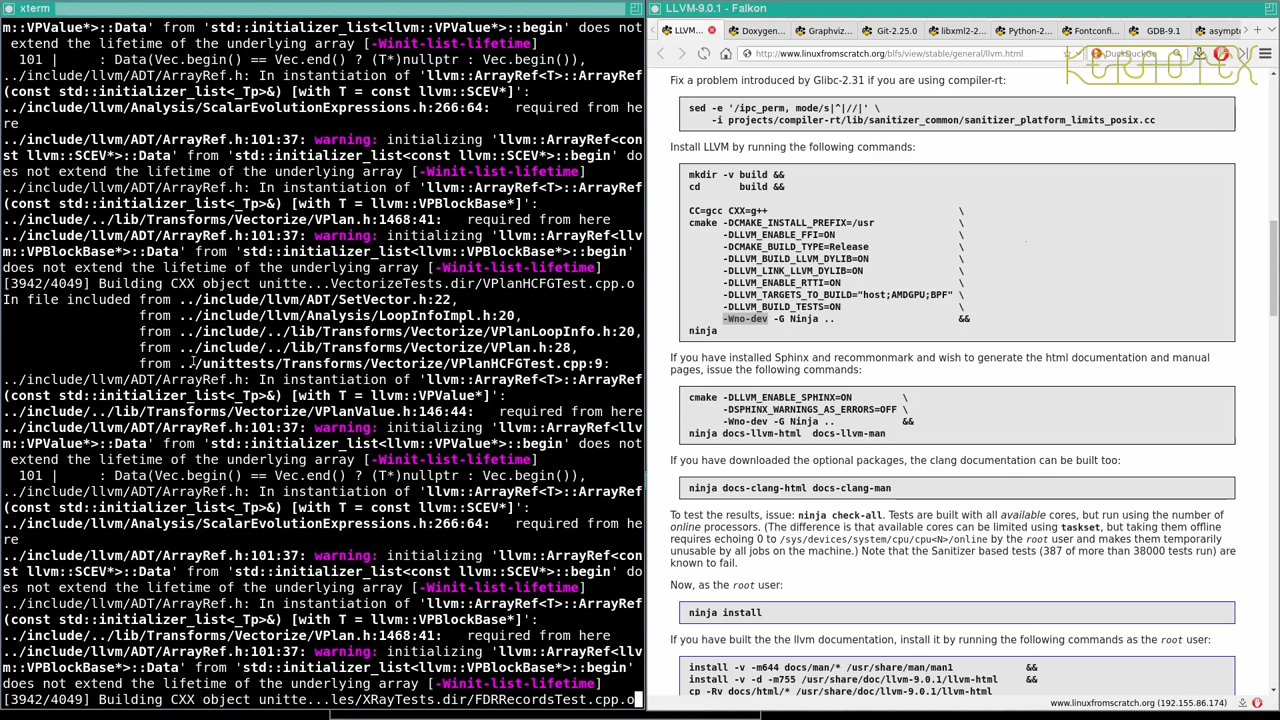 xterm
m::VPValue*>::Data' from 'std::initializer_list<llvm::VPValue*>::begin' does not
 extend the lifetime of the underlying array [-Winit-list-lifetime]
  101 |     : Data(Vec.begin() == Vec.end() ? (T*)nullptr : Vec.begin()),
../include/llvm/ADT/ArrayRef.h: In instantiation of 'llvm::ArrayRef<T>::ArrayRef
(const std::initializer_list<_Tp>&) [with T = const llvm::SCEV*]':
../include/llvm/Analysis/ScalarEvolutionExpressions.h:266:64:   required from he
re
../include/llvm/ADT/ArrayRef.h:101:37: warning: initializing 'llvm::ArrayRef<con
st llvm::SCEV*>::Data' from 'std::initializer_list<const llvm::SCEV*>::begin' do
es not extend the lifetime of the underlying array [-Winit-list-lifetime]
../include/llvm/ADT/ArrayRef.h: In instantiation of 'llvm::ArrayRef<T>::ArrayRef
(const std::initializer_list<_Tp>&) [with T = llvm::VPBlockBase*]':
../include/../lib/Transforms/Vectorize/VPlan.h:1468:41:   required from here
../include/llvm/ADT/ArrayRef.h:101:37: warning: initializing 'llvm::ArrayRef<llv
m::VPBlockBase*>::Data' from 'std::initializer_list<llvm::VPBlockBase*>::begin'
does not extend the lifetime of the underlying array [-Winit-list-lifetime]
[3942/4049] Building CXX object unitte...VectorizeTests.dir/VPlanHCFGTest.cpp.o
In file included from ../include/llvm/ADT/SetVector.h:22,
from ../include/llvm/Analysis/LoopInfoImpl.h:20,
from ../include/../lib/Transforms/Vectorize/VPlanLoopInfo.h:20,
from ../include/../lib/Transforms/Vectorize/VPlan.h:28,
from ../unittests/Transforms/Vectorize/VPlanHCFGTest.cpp:9:
../include/llvm/ADT/ArrayRef.h: In instantiation of 'llvm::ArrayRef<T>::ArrayRef
(const std::initializer_list<_Tp>&) [with T = llvm::VPValue*]':
../include/../lib/Transforms/Vectorize/VPlanValue.h:146:44:   required from here
../include/llvm/ADT/ArrayRef.h:101:37: warning: initializing 'llvm::ArrayRef<llv
m::VPValue*>::Data' from 'std::initializer_list<llvm::VPValue*>::begin' does not
 extend the lifetime of the underlying array [-Winit-list-lifetime]
  101 |     : Data(Vec.begin() == Vec.end() ? (T*)nullptr : Vec.begin()),
../include/llvm/ADT/ArrayRef.h: In instantiation of 'llvm::ArrayRef<T>::ArrayRef
(const std::initializer_list<_Tp>&) [with T = const llvm::SCEV*]':
../include/llvm/Analysis/ScalarEvolutionExpressions.h:266:64:   required from he
re
../include/llvm/ADT/ArrayRef.h:101:37: warning: initializing 'llvm::ArrayRef<con
st llvm::SCEV*>::Data' from 'std::initializer_list<const llvm::SCEV*>::begin' do
es not extend the lifetime of the underlying array [-Winit-list-lifetime]
../include/llvm/ADT/ArrayRef.h: In instantiation of 'llvm::ArrayRef<T>::ArrayRef
(const std::initializer_list<_Tp>&) [with T = llvm::VPBlockBase*]':
../include/../lib/Transforms/Vectorize/VPlan.h:1468:41:   required from here
../include/llvm/ADT/ArrayRef.h:101:37: warning: initializing 'llvm::ArrayRef<llv
m::VPBlockBase*>::Data' from 'std::initializer_list<llvm::VPBlockBase*>::begin'
does not extend the lifetime of the underlying array [-Winit-list-lifetime]
[3942/4049] Building CXX object unitte...les/XRayTests.dir/FDRRecordsTest.cpp.o
LLVM-9.0.1 - Falkon
LLVM... Doxygen... Graphviz... Git-2.25.0 libxml2-2... Python-2... Fontconfi... GDB-9.1 asympto
http://www.linuxfromscratch.org/blfs/view/stable/general/llvm.html DuckDuckGo
Fix a problem introduced by Glibc-2.31 if you are using compiler-rt:
sed -e '/ipc_perm, mode/s|^|//|' \
-i projects/compiler-rt/lib/sanitizer_common/sanitizer_platform_limits_posix.cc
Install LLVM by running the following commands:
mkdir -v build &&
cd       build &&
CC=gcc CXX=g++ \
cmake -DCMAKE_INSTALL_PREFIX=/usr \
-DLLVM_ENABLE_FFI=ON \
-DCMAKE_BUILD_TYPE=Release \
-DLLVM_BUILD_LLVM_DYLIB=ON \
-DLLVM_LINK_LLVM_DYLIB=ON \
-DLLVM_ENABLE_RTTI=ON \
-DLLVM_TARGETS_TO_BUILD="host;AMDGPU;BPF" \
-DLLVM_BUILD_TESTS=ON \
-Wno-dev -G Ninja .. &&
ninja
If you have installed Sphinx and recommonmark and wish to generate the html documentation and manual
pages, issue the following commands:
cmake -DLLVM_ENABLE_SPHINX=ON \
-DSPHINX_WARNINGS_AS_ERRORS=OFF \
-Wno-dev -G Ninja .. &&
ninja docs-llvm-html  docs-llvm-man
If you have downloaded the optional packages, the clang documentation can be built too:
ninja docs-clang-html docs-clang-man
To test the results, issue: ninja check-all. Tests are built with all available cores, but run using the number of
online processors. (The difference is that available cores can be limited using taskset, but taking them offline
requires echoing 0 to /sys/devices/system/cpu/cpu<N>/online by the root user and makes them temporarily
unusable by all jobs on the machine.) Note that the Sanitizer based tests (387 of more than 38000 tests run) are
known to fail.
Now, as the root user:
ninja install
If you have built the the llvm documentation, install it by running the following commands as the root user:
install -v -m644 docs/man/* /usr/share/man/man1 &&
install -v -d -m755 /usr/share/doc/llvm-9.0.1/llvm-html &&
cp -Rv docs/html/* /usr/share/doc/llvm-9.0.1/llvm-html
www.linuxfromscratch.org (192.155.86.174)